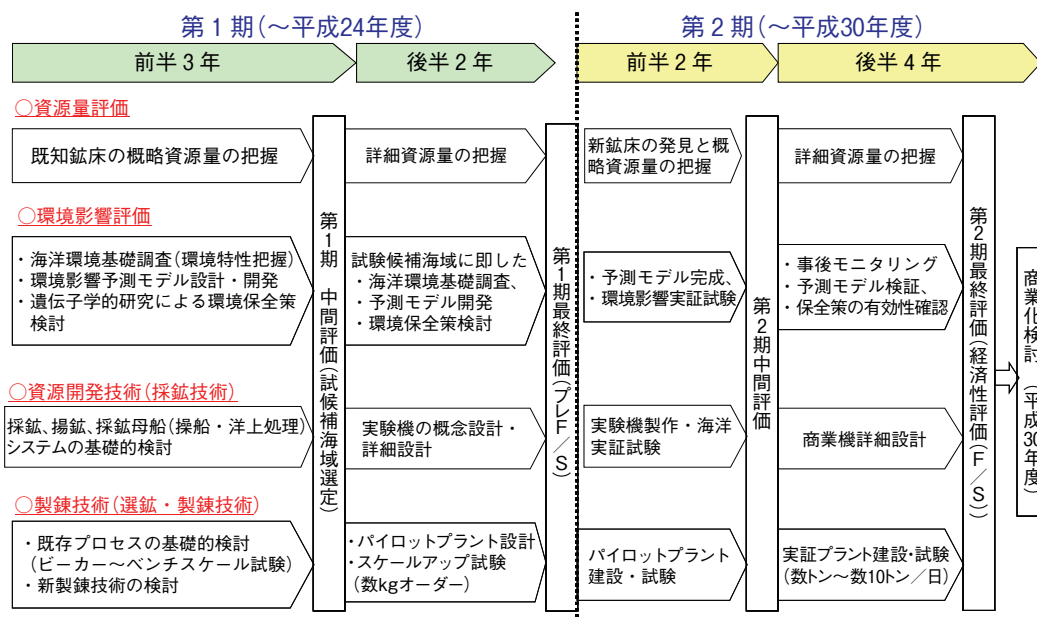 第1期(~平成24年度)
第2期(~平成30年度)
前半3年
後半2年
前半2年
後半4年
○資源量評価
既知鉱床の概略資源量の把握
詳細資源量の把握
新鉱床の発見と概
略資源量の把握
詳細資源量の把握
○環境影響評価
・海洋環境基礎調査(環境特性把握)
・環境影響予測モデル設計・開発
・遺伝子学的研究による環境保全策
検討
試験候補海域に即した
・海洋環境基礎調査、
・予測モデル開発
・環境保全策検討
・予測モデル完成、
・環境影響実証試験
・事後モニタリング
・予測モデル検証、
・保全策の有効性確認
○資源開発技術(採鉱技術)
採鉱、揚鉱、採鉱母船(操船・洋上処理)
システムの基礎的検討
実験機の概念設計・
詳細設計
実験機製作・海洋
実証試験
商業機詳細設計
○製錬技術(選鉱・製錬技術)
・既存プロセスの基礎的検討
(ビーカー~ベンチスケール試験)
・新製錬技術の検討
・パイロットプラント設計
・スケールアップ試験
(数kgオーダー)
パイロットプラント
建設・試験
実証プラント建設・試験
(数トン~数10トン/日)
第1期 中間評価(試候補海域選定)
第1期最終評価(プレF/S)
第2期中間評価
第2期最終評価(経済性評価(F/S))
商業化検討 (平成30年度)